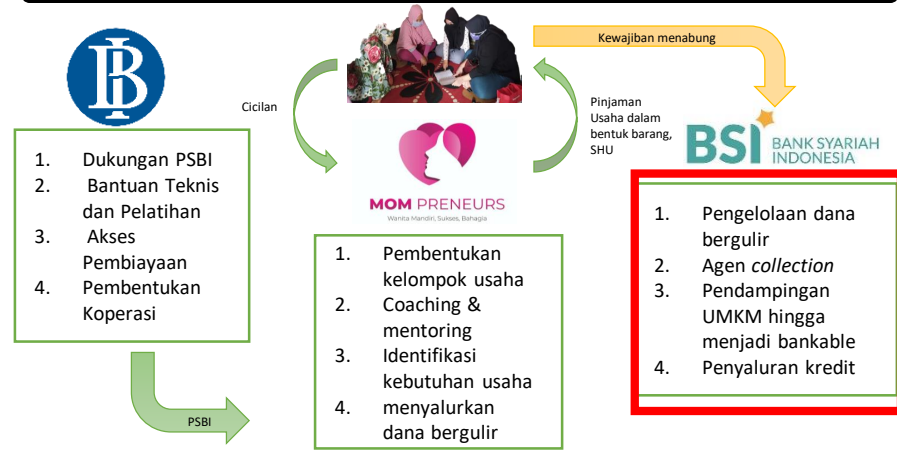 BI
1. Dukungan PSBI
2. Bantuan Teknis
dan Pelatihan
3. Akses
Pembiayaan
4. Pembentukan
Koperasi
PSBI
Cicilan
MOM PRENEURS
Wanita Mandiri, Sukses, Bahagia
1. Pembentukan
kelompok usaha
2. Coaching &
mentoring
3. Identifikasi
kebutuhan usaha
4. menyalurkan
dana bergulir
Pinjaman
Usaha dalam
bentuk barang,
SHU
Kewajiban menabung
BSI BANK SYARIAH
INDONESIA
1. Pengelolaan dana
bergulir
2. Agen collection
3. Pendampingan
UMKM hingga
menjadi bankable
4. Penyaluran kredit